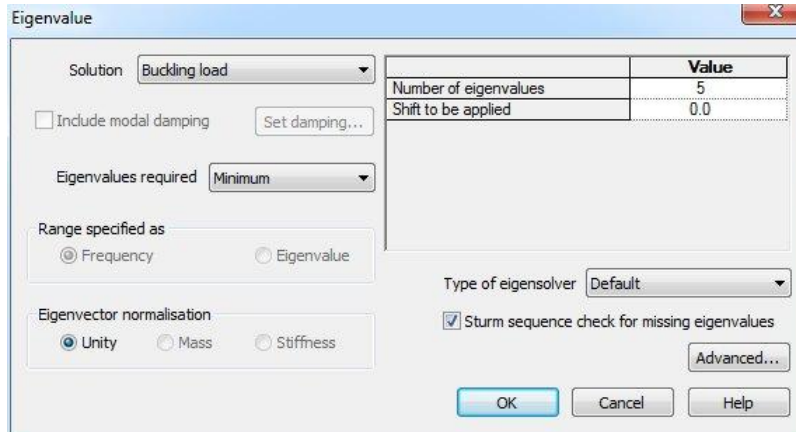 Eigenvalue
Solution Buckling load
Include modal damping Set damping...
Eigenvalues required Minimum
Range specified as
Frequency Eigenvalue
Eigenvector normalisation
Unity Mass Stiffness
Value
Number of eigenvalues 5
Shift to be applied 0.0
Type of eigensolver Default
Sturm sequence check for missing eigenvalues
Advanced...
OK Cancel Help